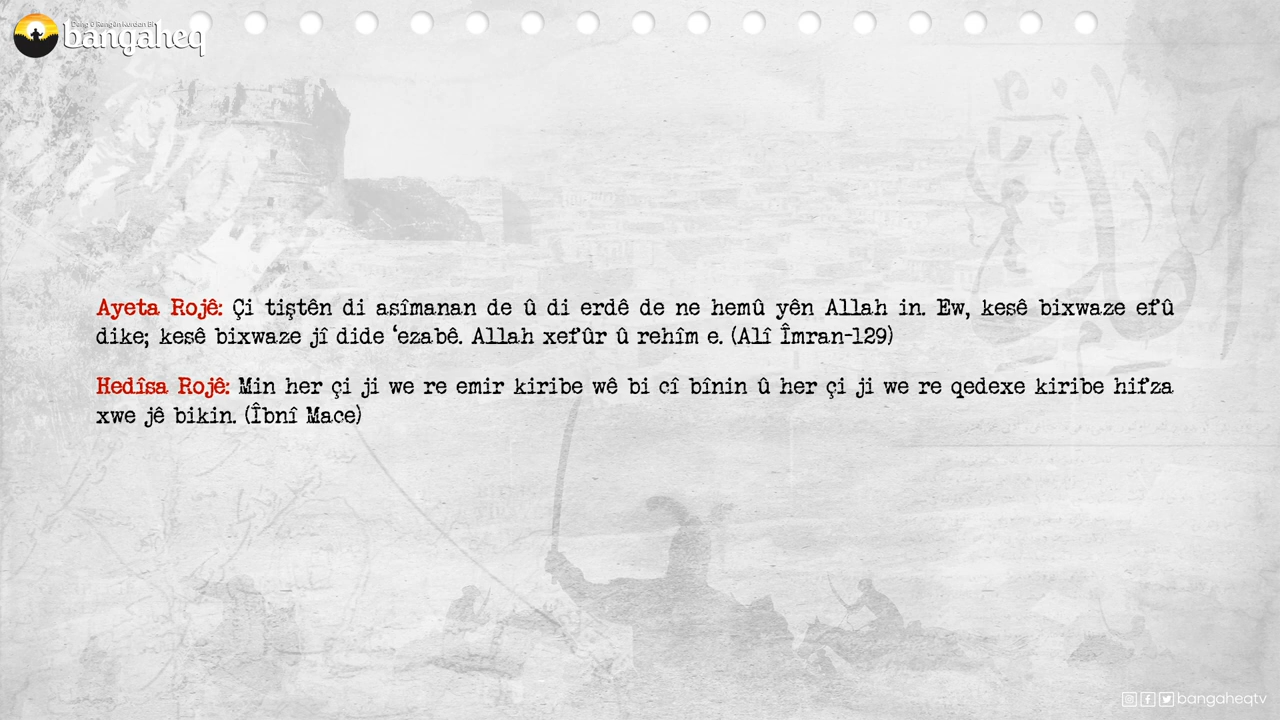 bangaheq
Ayeta Rojê: Çi tiştên di asîmanan de û di erdê de ne hemû yên Allah in. Ew, kesê bixwaze efû
dike; kesê bixwaze jî dide ‘ezabê. Allah xefûr û rehîm e. (Alî Îmran-129)
Hedîsa Rojê: Min her çi ji we re emir kiribe wê bi cî bînin û her çi ji we re qedexe kiribe hifza
xwe jê bikin. (Îbnî Mace)
bangaheqtv